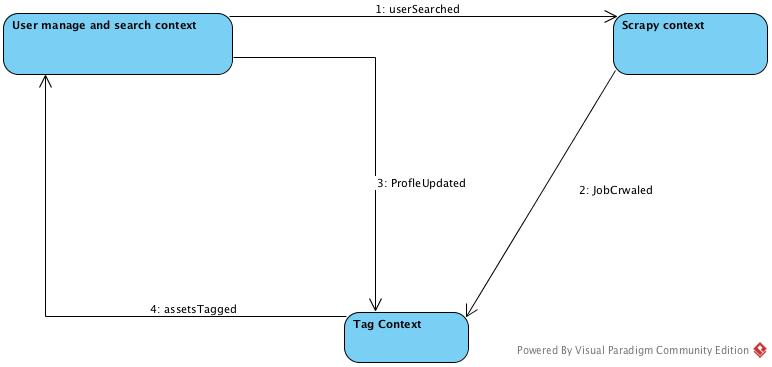 1: userSearched
User manage and search context
Scrapy context
3: ProfleUpdated
2: JobCrwaled
4: assetsTagged
Tag Context
Powered By Visual Paradigm Community Edition